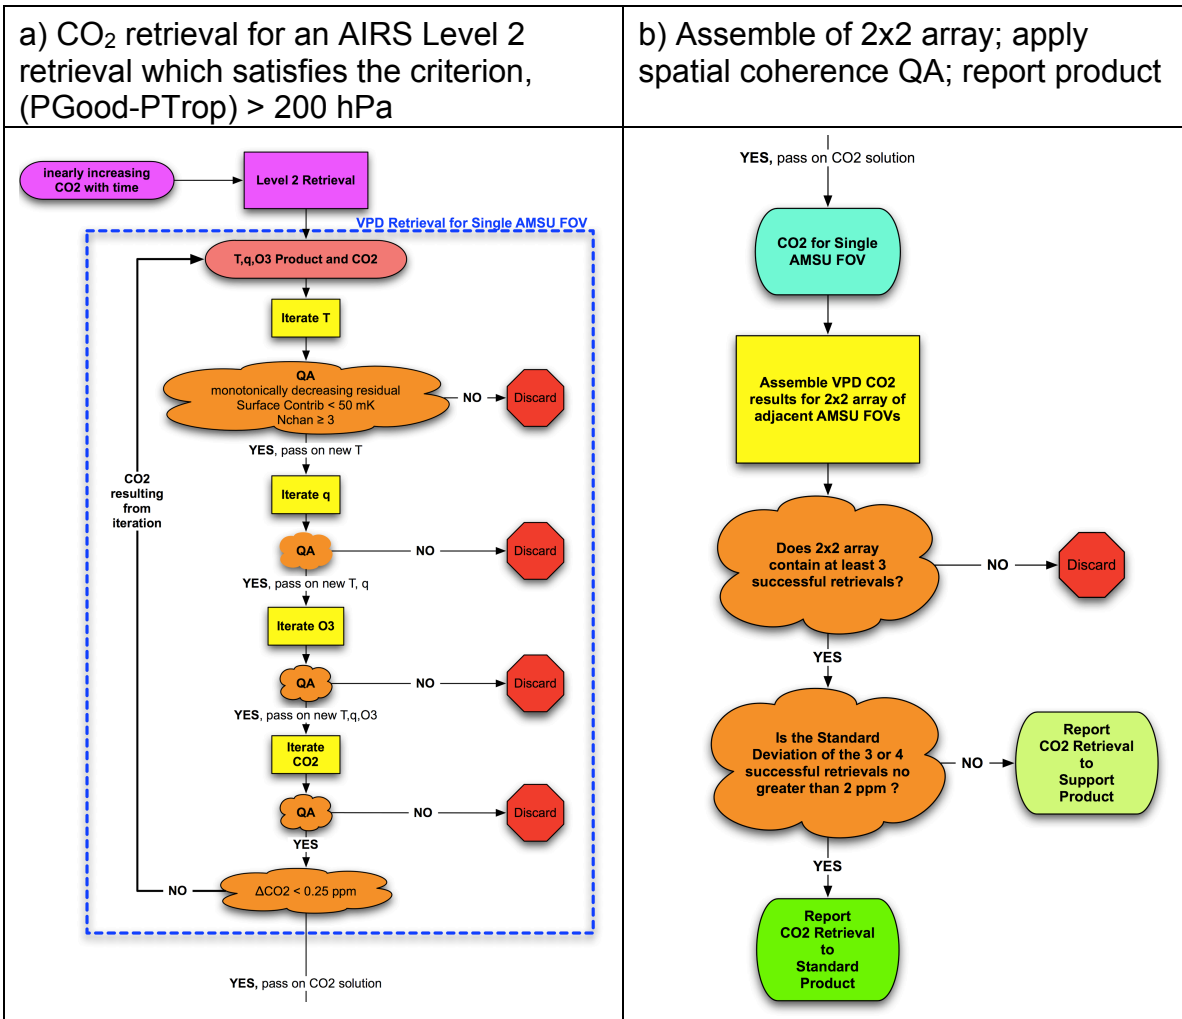 a) CO₂ retrieval for an AIRS Level 2
retrieval which satisfies the criterion,
(PGood-PTrop) > 200 hPa
b) Assemble of 2x2 array; apply
spatial coherence QA; report product
inearly increasing
CO2 with time
Level 2 Retrieval
VPD Retrieval for Single AMSU FOV
T,q,O3 Product and CO2
Iterate T
QA
monotonically decreasing residual
Surface Contrib < 50 mK
Nchan ≥ 3
NO
Discard
YES, pass on new T
CO2
resulting
from
iteration
Iterate q
QA
NO
Discard
YES, pass on new T, q
Iterate O3
QA
NO
Discard
YES, pass on new T,q,O3
Iterate
CO2
QA
NO
Discard
YES
ΔCO2 < 0.25 ppm
NO
YES, pass on CO2 solution
YES, pass on CO2 solution
CO2 for Single
AMSU FOV
Assemble VPD CO2
results for 2x2 array of
adjacent AMSU FOVs
Does 2x2 array
contain at least 3
successful retrievals?
NO
Discard
YES
Is the Standard
Deviation of the 3 or 4
successful retrievals no
greater than 2 ppm ?
NO
Report
CO2 Retrieval
to
Support
Product
YES
Report
CO2 Retrieval
to
Standard
Product